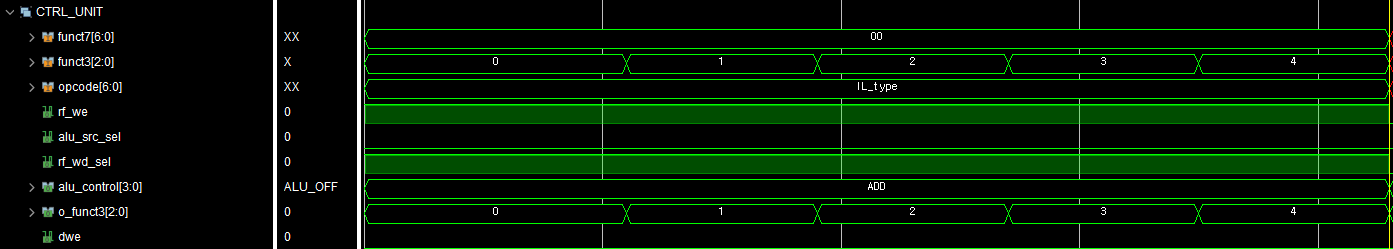 CTRL_UNIT
funct7[6:0] XX 00
funct3[2:0] X 0 1 2 3 4
opcode[6:0] XX IL_type
rf_we 0
alu_src_sel 0
rf_wd_sel 0
alu_control[3:0] ALU_OFF ADD
o_funct3[2:0] 0 0 1 2 3 4
dwe 0